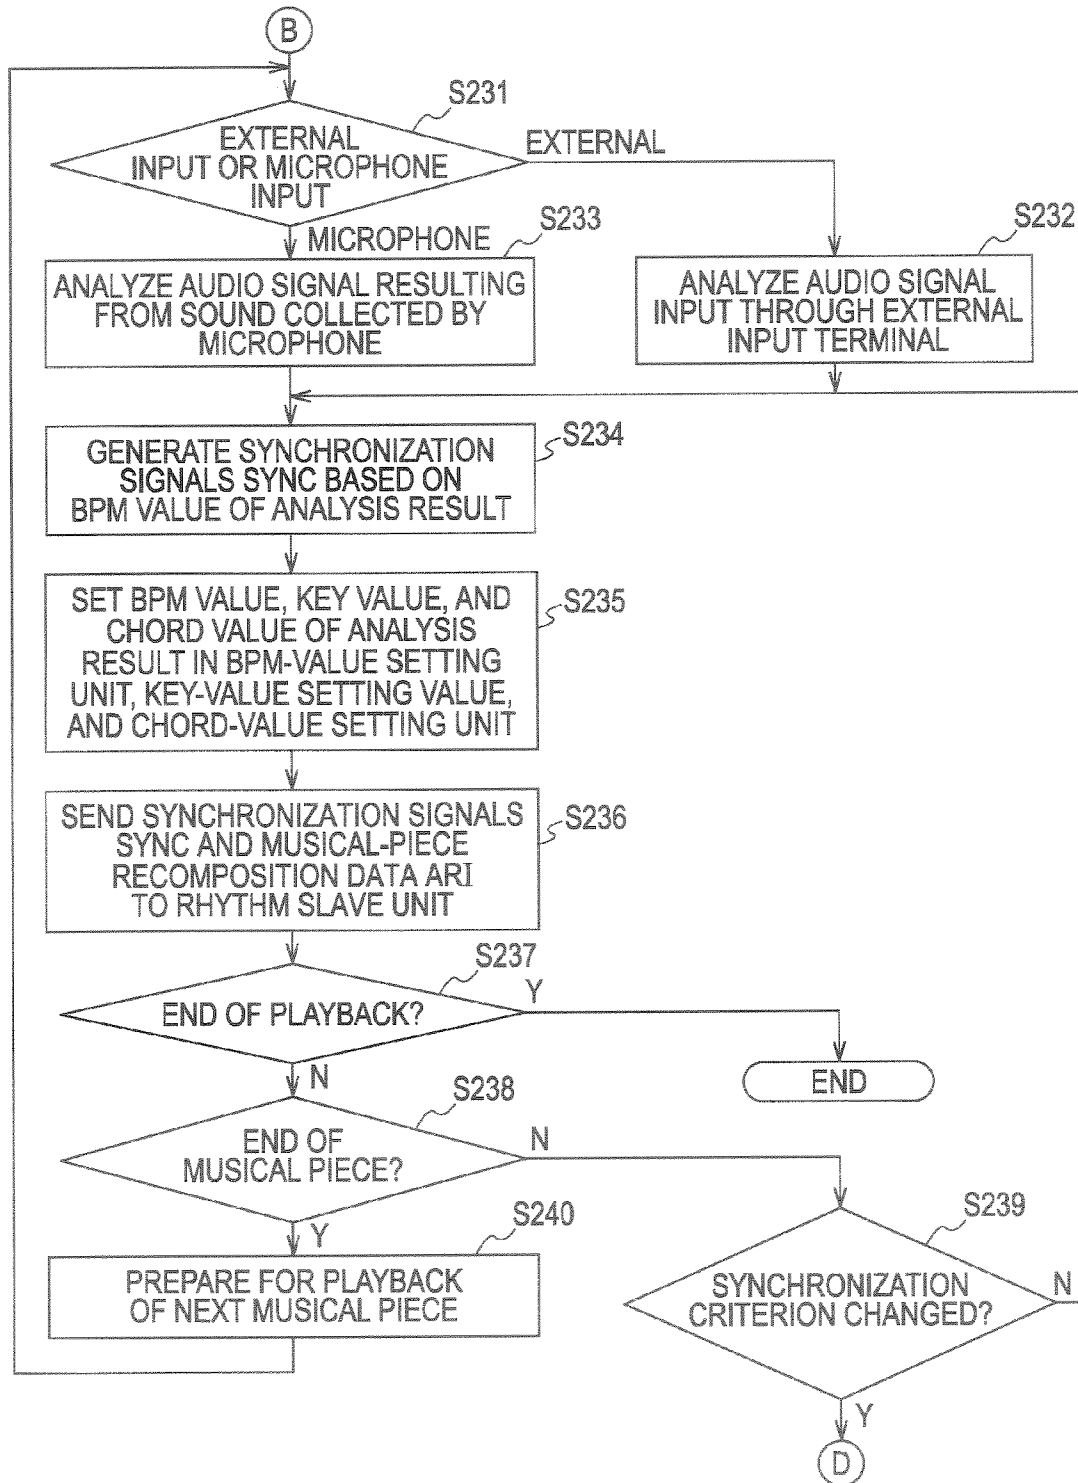 B
S231
EXTERNAL
INPUT OR MICROPHONE
INPUT
EXTERNAL
MICROPHONE
S233
ANALYZE AUDIO SIGNAL RESULTING
FROM SOUND COLLECTED BY
MICROPHONE
S232
ANALYZE AUDIO SIGNAL
INPUT THROUGH EXTERNAL
INPUT TERMINAL
S234
GENERATE SYNCHRONIZATION
SIGNALS SYNC BASED ON
BPM VALUE OF ANALYSIS RESULT
S235
SET BPM VALUE, KEY VALUE, AND
CHORD VALUE OF ANALYSIS
RESULT IN BPM-VALUE SETTING
UNIT, KEY-VALUE SETTING VALUE,
AND CHORD-VALUE SETTING UNIT
S236
SEND SYNCHRONIZATION SIGNALS
SYNC AND MUSICAL-PIECE
RECOMPOSITION DATA ARI
TO RHYTHM SLAVE UNIT
S237
END OF PLAYBACK?
Y
END
N
S238
END OF
MUSICAL PIECE?
N
Y
S240
PREPARE FOR PLAYBACK
OF NEXT MUSICAL PIECE
S239
SYNCHRONIZATION
CRITERION CHANGED?
N
Y
D